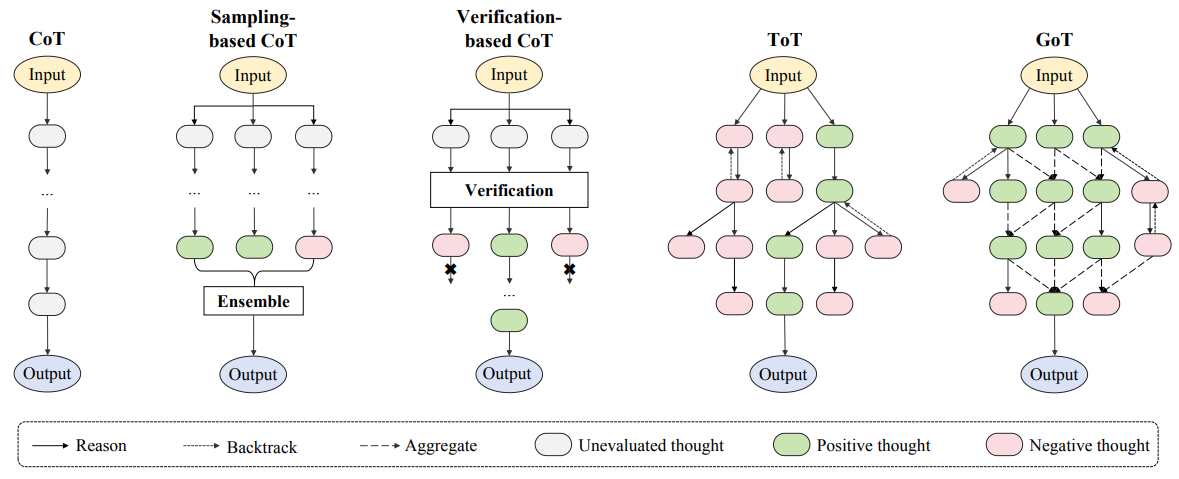 CoT
Sampling-
based CoT
Verification-
based CoT
ToT
GoT
Input
Input
Input
Input
Input
...
...
...
...
Verification
...
Ensemble
Output
Output
Output
Output
Output
Reason
Backtrack
Aggregate
Unevaluated thought
Positive thought
Negative thought